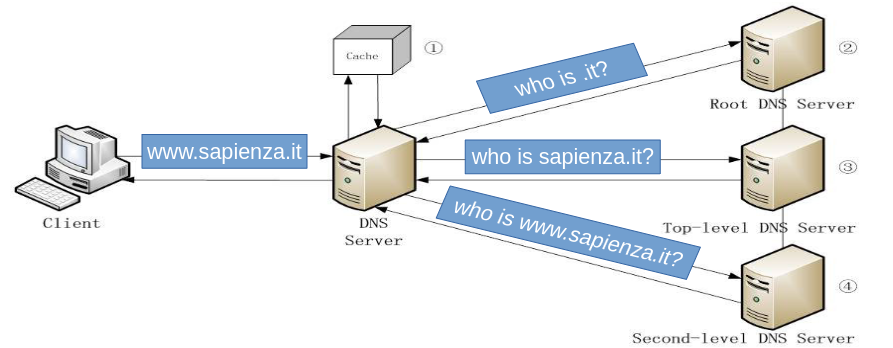 Cache
①
②
who is .it?
Root DNS Server
www.sapienza.it
who is sapienza.it?
③
Client
DNS
Server
who is www.sapienza.it?
Top-level DNS Server
④
Second-level DNS Server